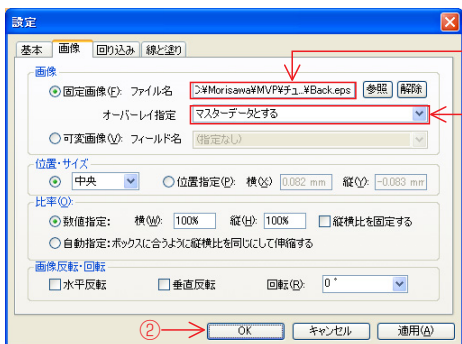 設定
基本 画像 回り込み 線と塗り
画像
固定画像(F): ファイル名 ン¥Morisawa¥MVP¥チュ...¥Back.eps 参照 解除
オーバーレイ指定 マスターデータとする
可変画像(V): フィールド名 (指定なし)
位置・サイズ
中央 位置指定(P): 横(X) 0.082 mm 縦(Y): -0.083 mm
比率(O):
数値指定: 横(W): 100% 縦(H): 100% 縦横比を固定する
自動指定:ボックスに合うように縦横比を同じにして伸縮する
画像反転・回転
水平反転 垂直反転 回転(R): 0°
② OK キャンセル 適用(A)